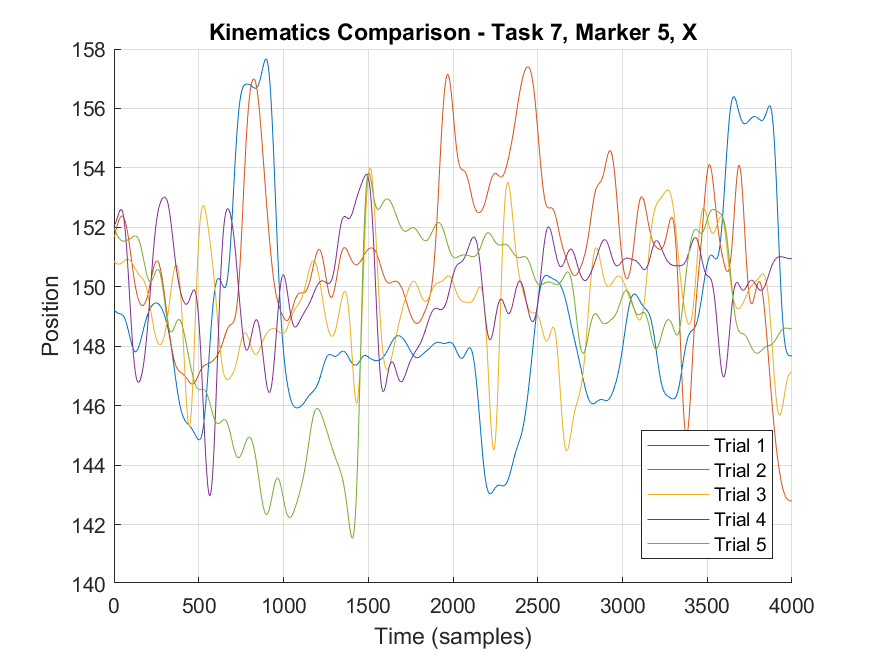 Kinematics Comparison - Task 7, Marker 5, X
158
156
154
152
150
148
146
144
142
140
Position
Trial 1
Trial 2
Trial 3
Trial 4
Trial 5
0 500 1000 1500 2000 2500 3000 3500 4000
Time (samples)